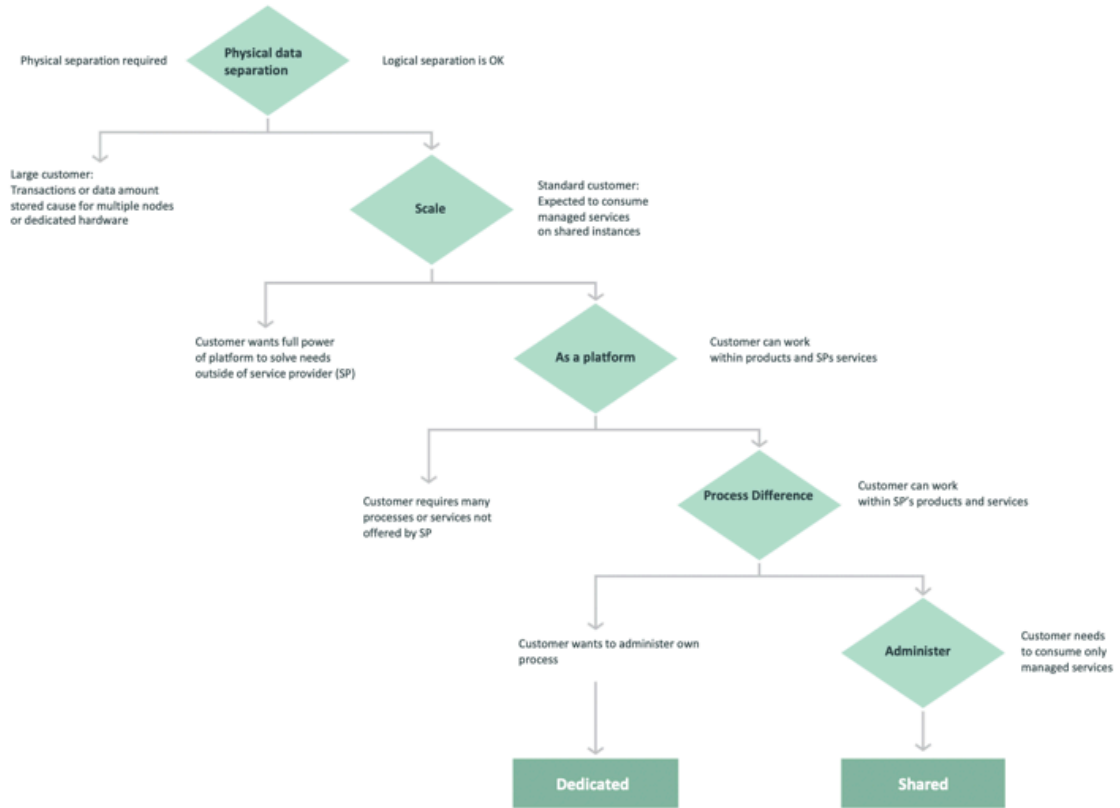 Physical separation required
Physical data
separation
Logical separation is OK
Large customer:
Transactions or data amount
stored cause for multiple nodes
or dedicated hardware
Scale
Standard customer:
Expected to consume
managed services
on shared instances
Customer wants full power
of platform to solve needs
outside of service provider (SP)
As a platform
Customer can work
within products and SPs services
Customer requires many
processes or services not
offered by SP
Process Difference
Customer can work
within SP's products and services
Customer wants to administer own
process
Administer
Customer needs
to consume only
managed services
Dedicated
Shared